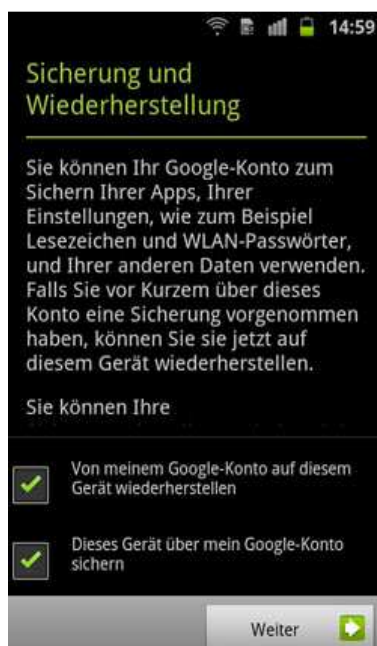 14:59
Sicherung und
Wiederherstellung
Sie können Ihr Google-Konto zum
Sichern Ihrer Apps, Ihrer
Einstellungen, wie zum Beispiel
Lesezeichen und WLAN-Passwörter,
und Ihrer anderen Daten verwenden.
Falls Sie vor Kurzem über dieses
Konto eine Sicherung vorgenommen
haben, können Sie sie jetzt auf
diesem Gerät wiederherstellen.
Sie können Ihre
Von meinem Google-Konto auf diesem
Gerät wiederherstellen
Dieses Gerät über mein Google-Konto
sichern
Weiter